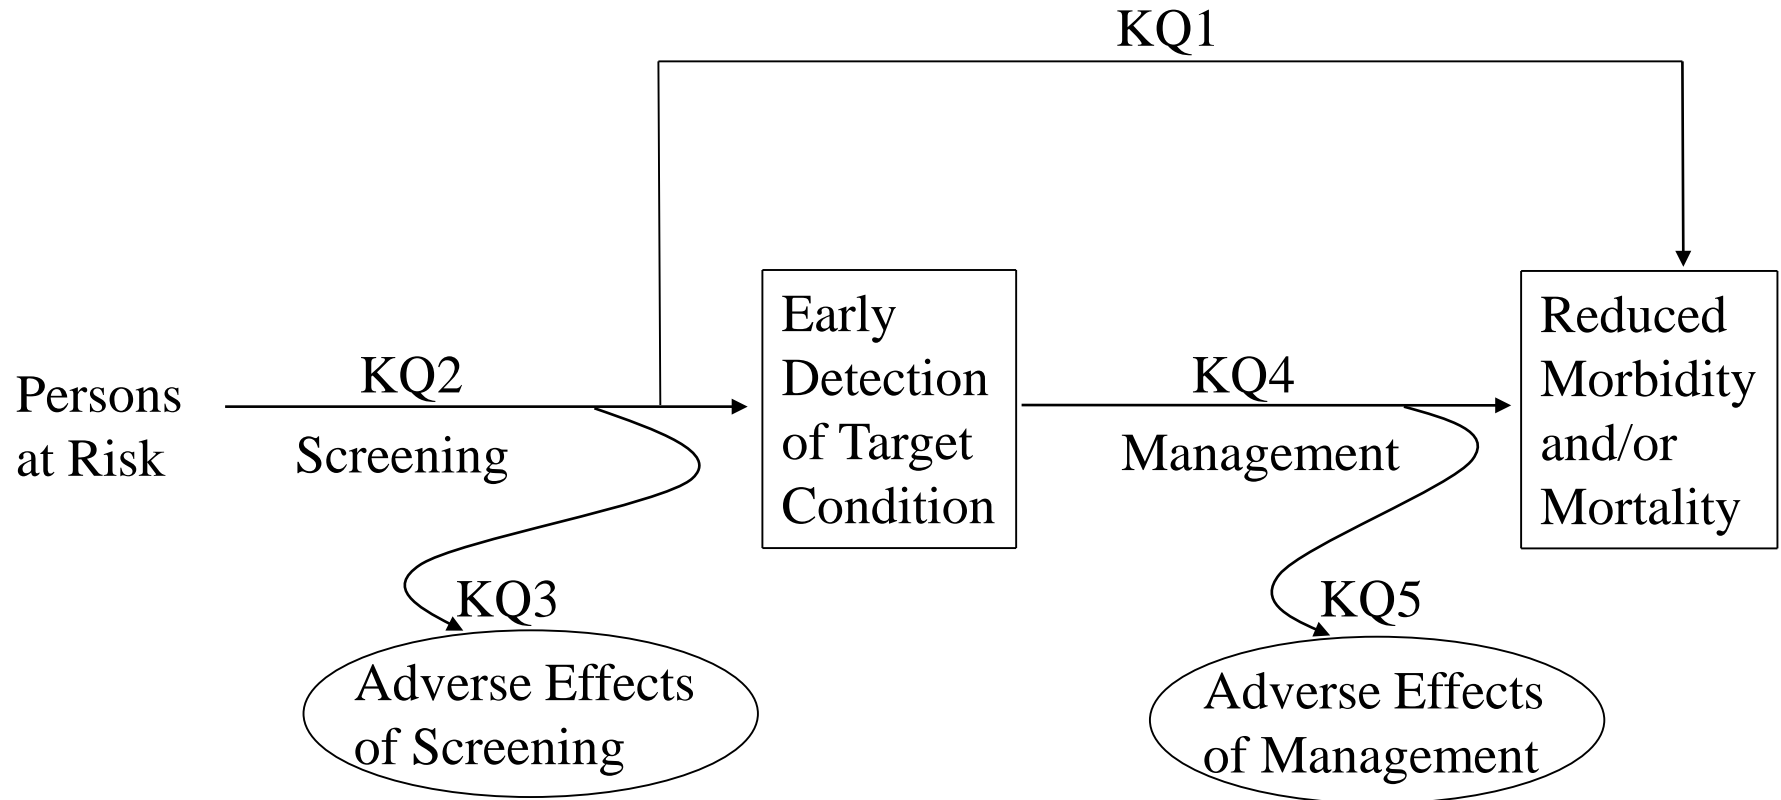 KQ1
Persons
at Risk
KQ2
Screening
Early
Detection
of Target
Condition
KQ4
Management
Reduced
Morbidity
and/or
Mortality
KQ3
Adverse Effects
of Screening
KQ5
Adverse Effects
of Management